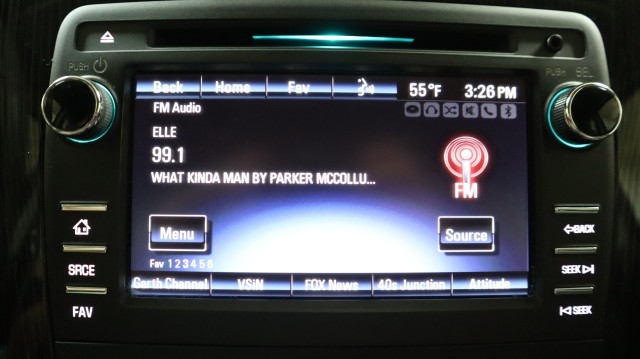 PUSH
PUSH SEL
Back Home Fav 55°F 3:26 PM
FM Audio
ELLE
99.1
WHAT KINDA MAN BY PARKER MCCOLLU...
FM
Menu Source
Fav 1 2 3 4 5 6
Garth Channel VSiN FOX News 40s Junction Attitude
SRCE
FAV
BACK
SEEK
SEEK